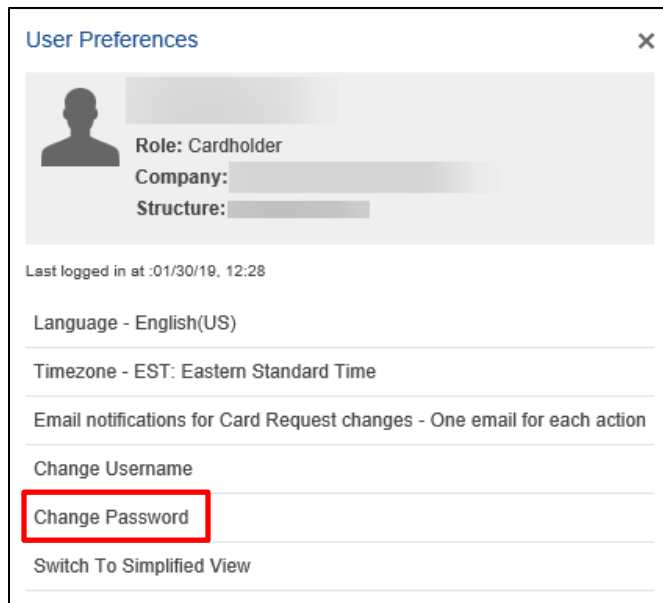 User Preferences
Role: Cardholder
Company:
Structure:
Last logged in at :01/30/19, 12:28
Language - English(US)
Timezone - EST: Eastern Standard Time
Email notifications for Card Request changes - One email for each action
Change Username
Change Password
Switch To Simplified View